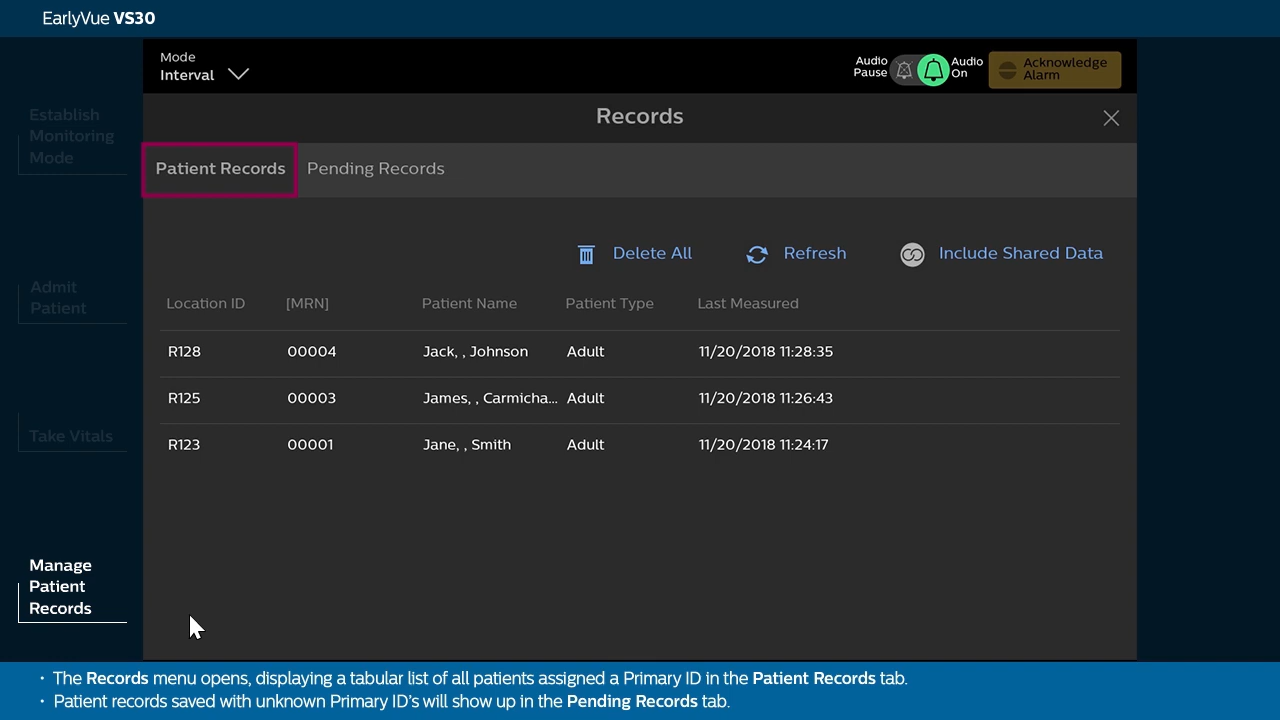 EarlyVue VS30
Mode
Interval
Audio
Pause
Audio
On
Acknowledge
Alarm
Establish
Monitoring
Mode
Records
Patient Records
Pending Records
Delete All
Refresh
Include Shared Data
Admit
Patient
Location ID [MRN] Patient Name Patient Type Last Measured
R128 00004 Jack, , Johnson Adult 11/20/2018 11:28:35
R125 00003 James, , Carmicha... Adult 11/20/2018 11:26:43
R123 00001 Jane, , Smith Adult 11/20/2018 11:24:17
Take Vitals
Manage
Patient
Records
• The Records menu opens, displaying a tabular list of all patients assigned a Primary ID in the Patient Records tab.
• Patient records saved with unknown Primary ID's will show up in the Pending Records tab.